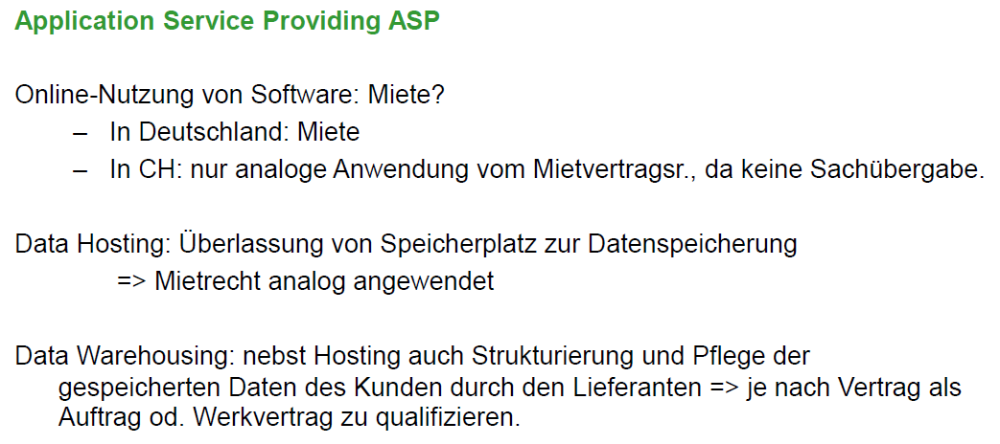 Application Service Providing ASP
Online-Nutzung von Software: Miete?
– In Deutschland: Miete
– In CH: nur analoge Anwendung vom Mietvertragsr., da keine Sachübergabe.
Data Hosting: Überlassung von Speicherplatz zur Datenspeicherung
=> Mietrecht analog angewendet
Data Warehousing: nebst Hosting auch Strukturierung und Pflege der
gespeicherten Daten des Kunden durch den Lieferanten => je nach Vertrag als
Auftrag od. Werkvertrag zu qualifizieren.